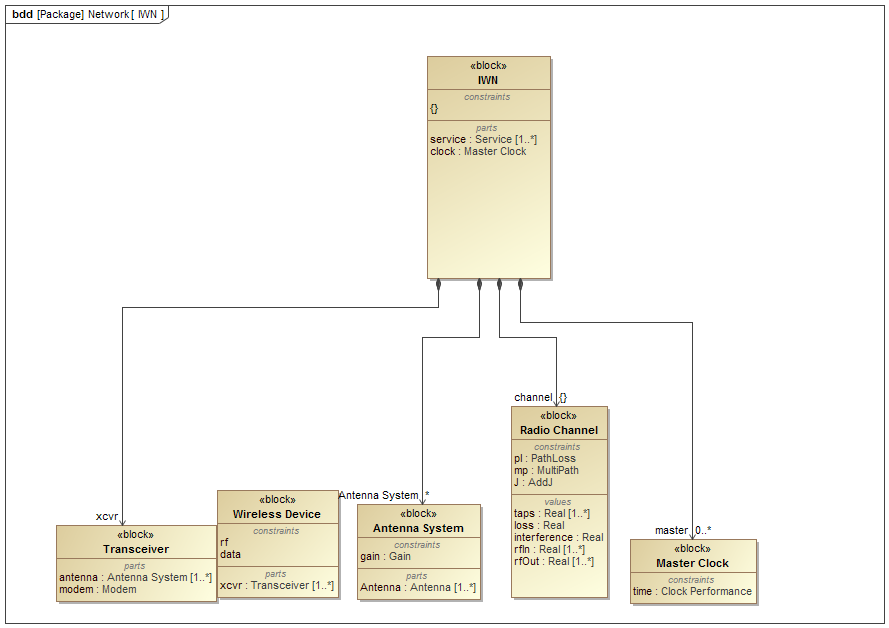 bdd [Package] Network[ IWN ]
«block»
IWN
constraints
{}
parts
service : Service [1..*]
clock : Master Clock
xcvr
«block»
Transceiver
parts
antenna : Antenna System [1..*]
modem : Modem
«block»
Wireless Device
constraints
rf
data
parts
xcvr : Transceiver [1..*]
Antenna System *
«block»
Antenna System
constraints
gain : Gain
parts
Antenna : Antenna [1..*]
channel {}
«block»
Radio Channel
constraints
pl : PathLoss
mp : MultiPath
J : AddJ
values
taps : Real [1..*]
loss : Real
interference : Real
rfIn : Real [1..*]
rfOut : Real [1..*]
master 0..*
«block»
Master Clock
constraints
time : Clock Performance